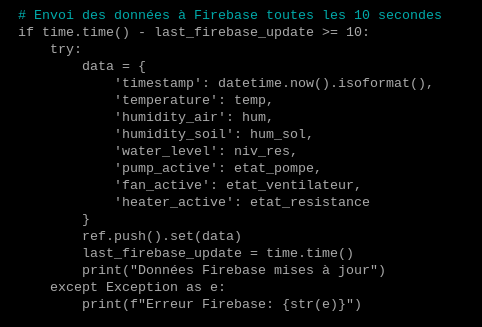 # Envoi des données à Firebase toutes les 10 secondes
if time.time() - last_firebase_update >= 10:
    try:
        data = {
            'timestamp': datetime.now().isoformat(),
            'temperature': temp,
            'humidity_air': hum,
            'humidity_soil': hum_sol,
            'water_level': niv_res,
            'pump_active': etat_pompe,
            'fan_active': etat_ventilateur,
            'heater_active': etat_resistance
        }
        ref.push().set(data)
        last_firebase_update = time.time()
        print("Données Firebase mises à jour")
    except Exception as e:
        print(f"Erreur Firebase: {str(e)}")